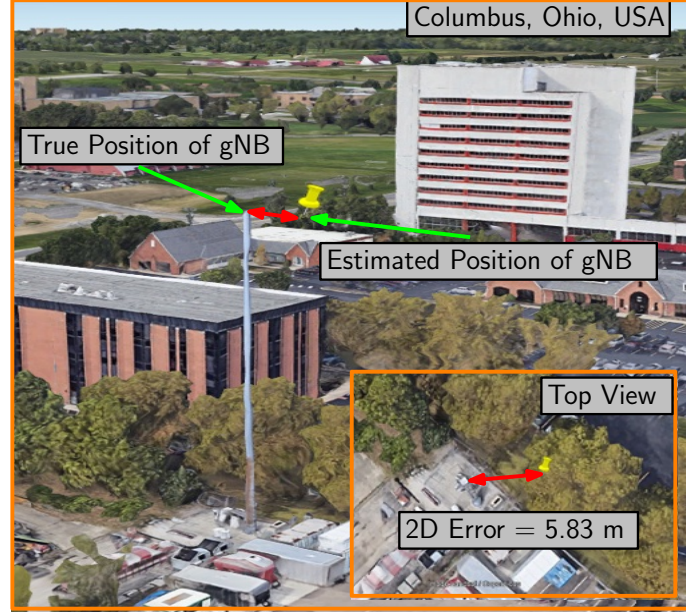 Columbus, Ohio, USA
True Position of gNB
Estimated Position of gNB
Top View
2D Error = 5.83 m